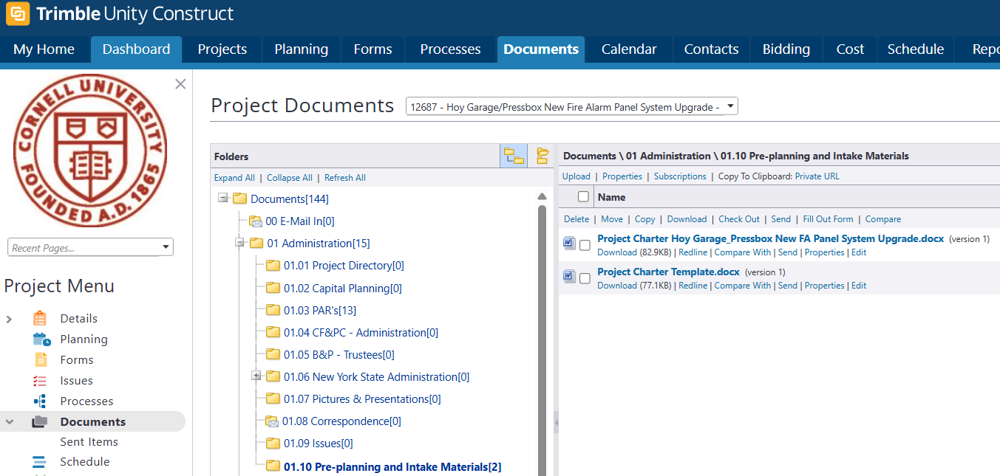 Trimble Unity Construct
My Home Dashboard Projects Planning Forms Processes Documents Calendar Contacts Bidding Cost Schedule Repo
CORNELL UNIVERSITY
FOUNDED A.D. 1865
Recent Pages...
Project Menu
Details
Planning
Forms
Issues
Processes
Documents
Sent Items
Schedule
Project Documents
12687 - Hoy Garage/Pressbox New Fire Alarm Panel System Upgrade -
Folders
Expand All | Collapse All | Refresh All
Documents[144]
00 E-Mail In[0]
01 Administration[15]
01.01 Project Directory[0]
01.02 Capital Planning[0]
01.03 PAR's[13]
01.04 CF&PC - Administration[0]
01.05 B&P - Trustees[0]
01.06 New York State Administration[0]
01.07 Pictures & Presentations[0]
01.08 Correspondence[0]
01.09 Issues[0]
01.10 Pre-planning and Intake Materials[2]
Documents \ 01 Administration \ 01.10 Pre-planning and Intake Materials
Upload | Properties | Subscriptions | Copy To Clipboard: Private URL
Name
Delete | Move | Copy | Download | Check Out | Send | Fill Out Form | Compare
Project Charter Hoy Garage_Pressbox New FA Panel System Upgrade.docx (version 1)
Download (82.9KB) | Redline | Compare With | Send | Properties | Edit
Project Charter Template.docx (version 1)
Download (77.1KB) | Redline | Compare With | Send | Properties | Edit